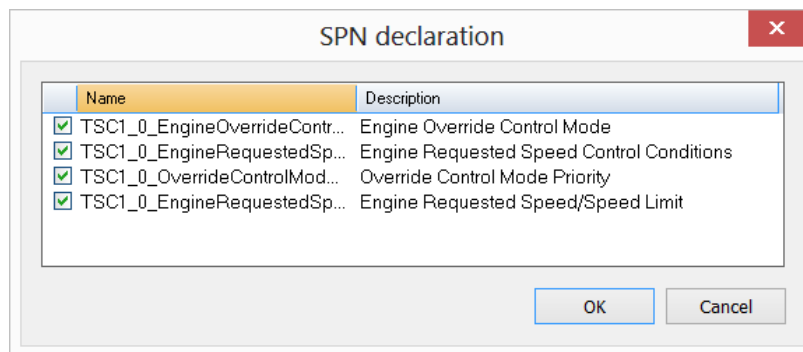 SPN declaration
Name Description
TSC1_0_EngineOverrideContr... Engine Override Control Mode
TSC1_0_EngineRequestedSp... Engine Requested Speed Control Conditions
TSC1_0_OverrideControlMod... Override Control Mode Priority
TSC1_0_EngineRequestedSp... Engine Requested Speed/Speed Limit
OK Cancel